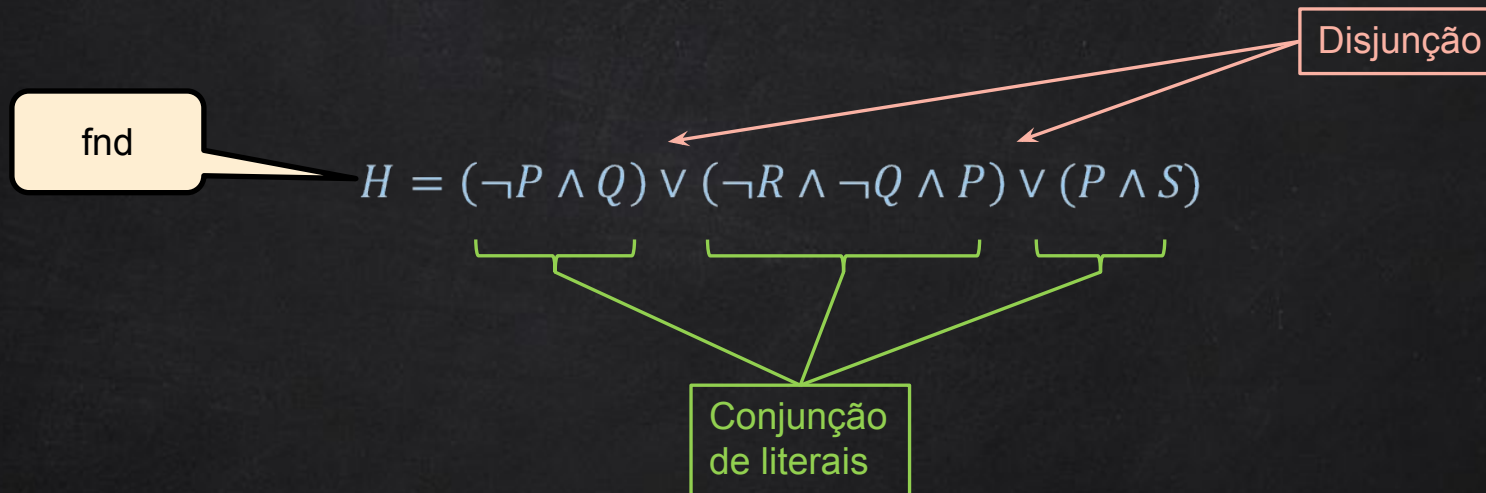 Disjunção
fnd
H = (¬P ∧ Q) ∨ (¬R ∧ ¬Q ∧ P) ∨ (P ∧ S)
Conjunção
de literais